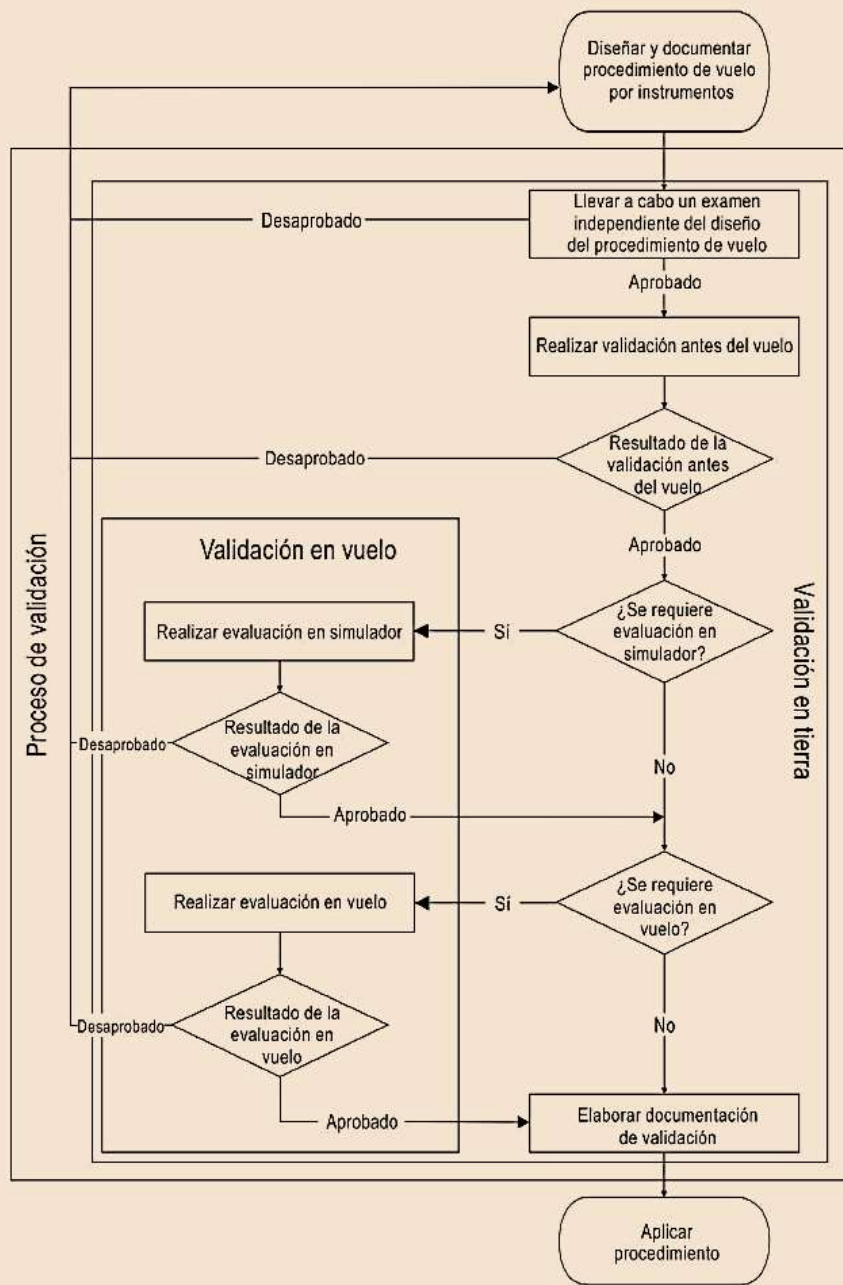 Diseñar y documentar
procedimiento de vuelo
por instrumentos
Llevar a cabo un examen
independiente del diseño
del procedimiento de vuelo
Desaprobado
Aprobado
Realizar validación antes del vuelo
Resultado de la
validación antes
del vuelo
Desaprobado
Aprobado
Proceso de validación
Validación en tierra
Validación en vuelo
¿Se requiere
evaluación en
simulador?
Sí
Realizar evaluación en simulador
Resultado de la
evaluación en
simulador
Desaprobado
Aprobado
No
¿Se requiere
evaluación en
vuelo?
Sí
Realizar evaluación en vuelo
Resultado de la
evaluación en
vuelo
Desaprobado
Aprobado
No
Elaborar documentación
de validación
Aplicar
procedimiento